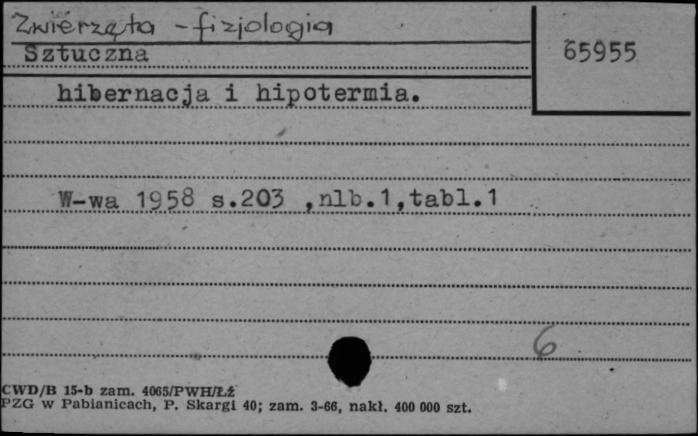 Zwierzęta - fizjologia
Sztuczna
65955
hibernacja i hipotermia.
W-wa 1958 s.203 ,nlb.1,tabl.1
6
CWD/B 15-b zam. 4065/PWH/Łź
PZG w Pabianicach, P. Skargi 40; zam. 3-66, nakł. 400 000 szt.